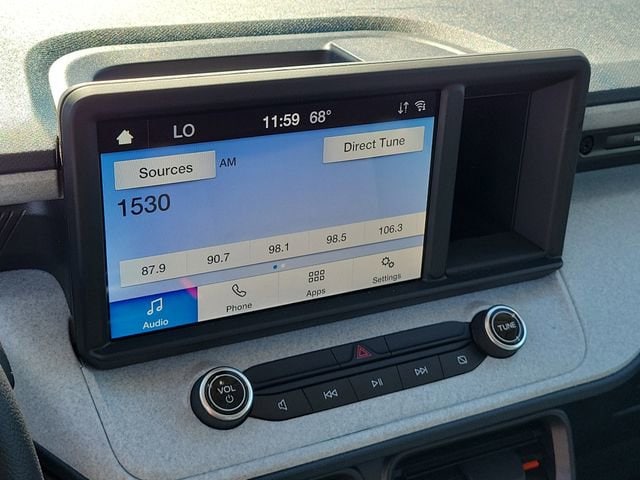 LO 11:59 68°
Sources AM Direct Tune
1530
87.9 90.7 98.1 98.5 106.3
Audio Phone Apps Settings
VOL TUNE